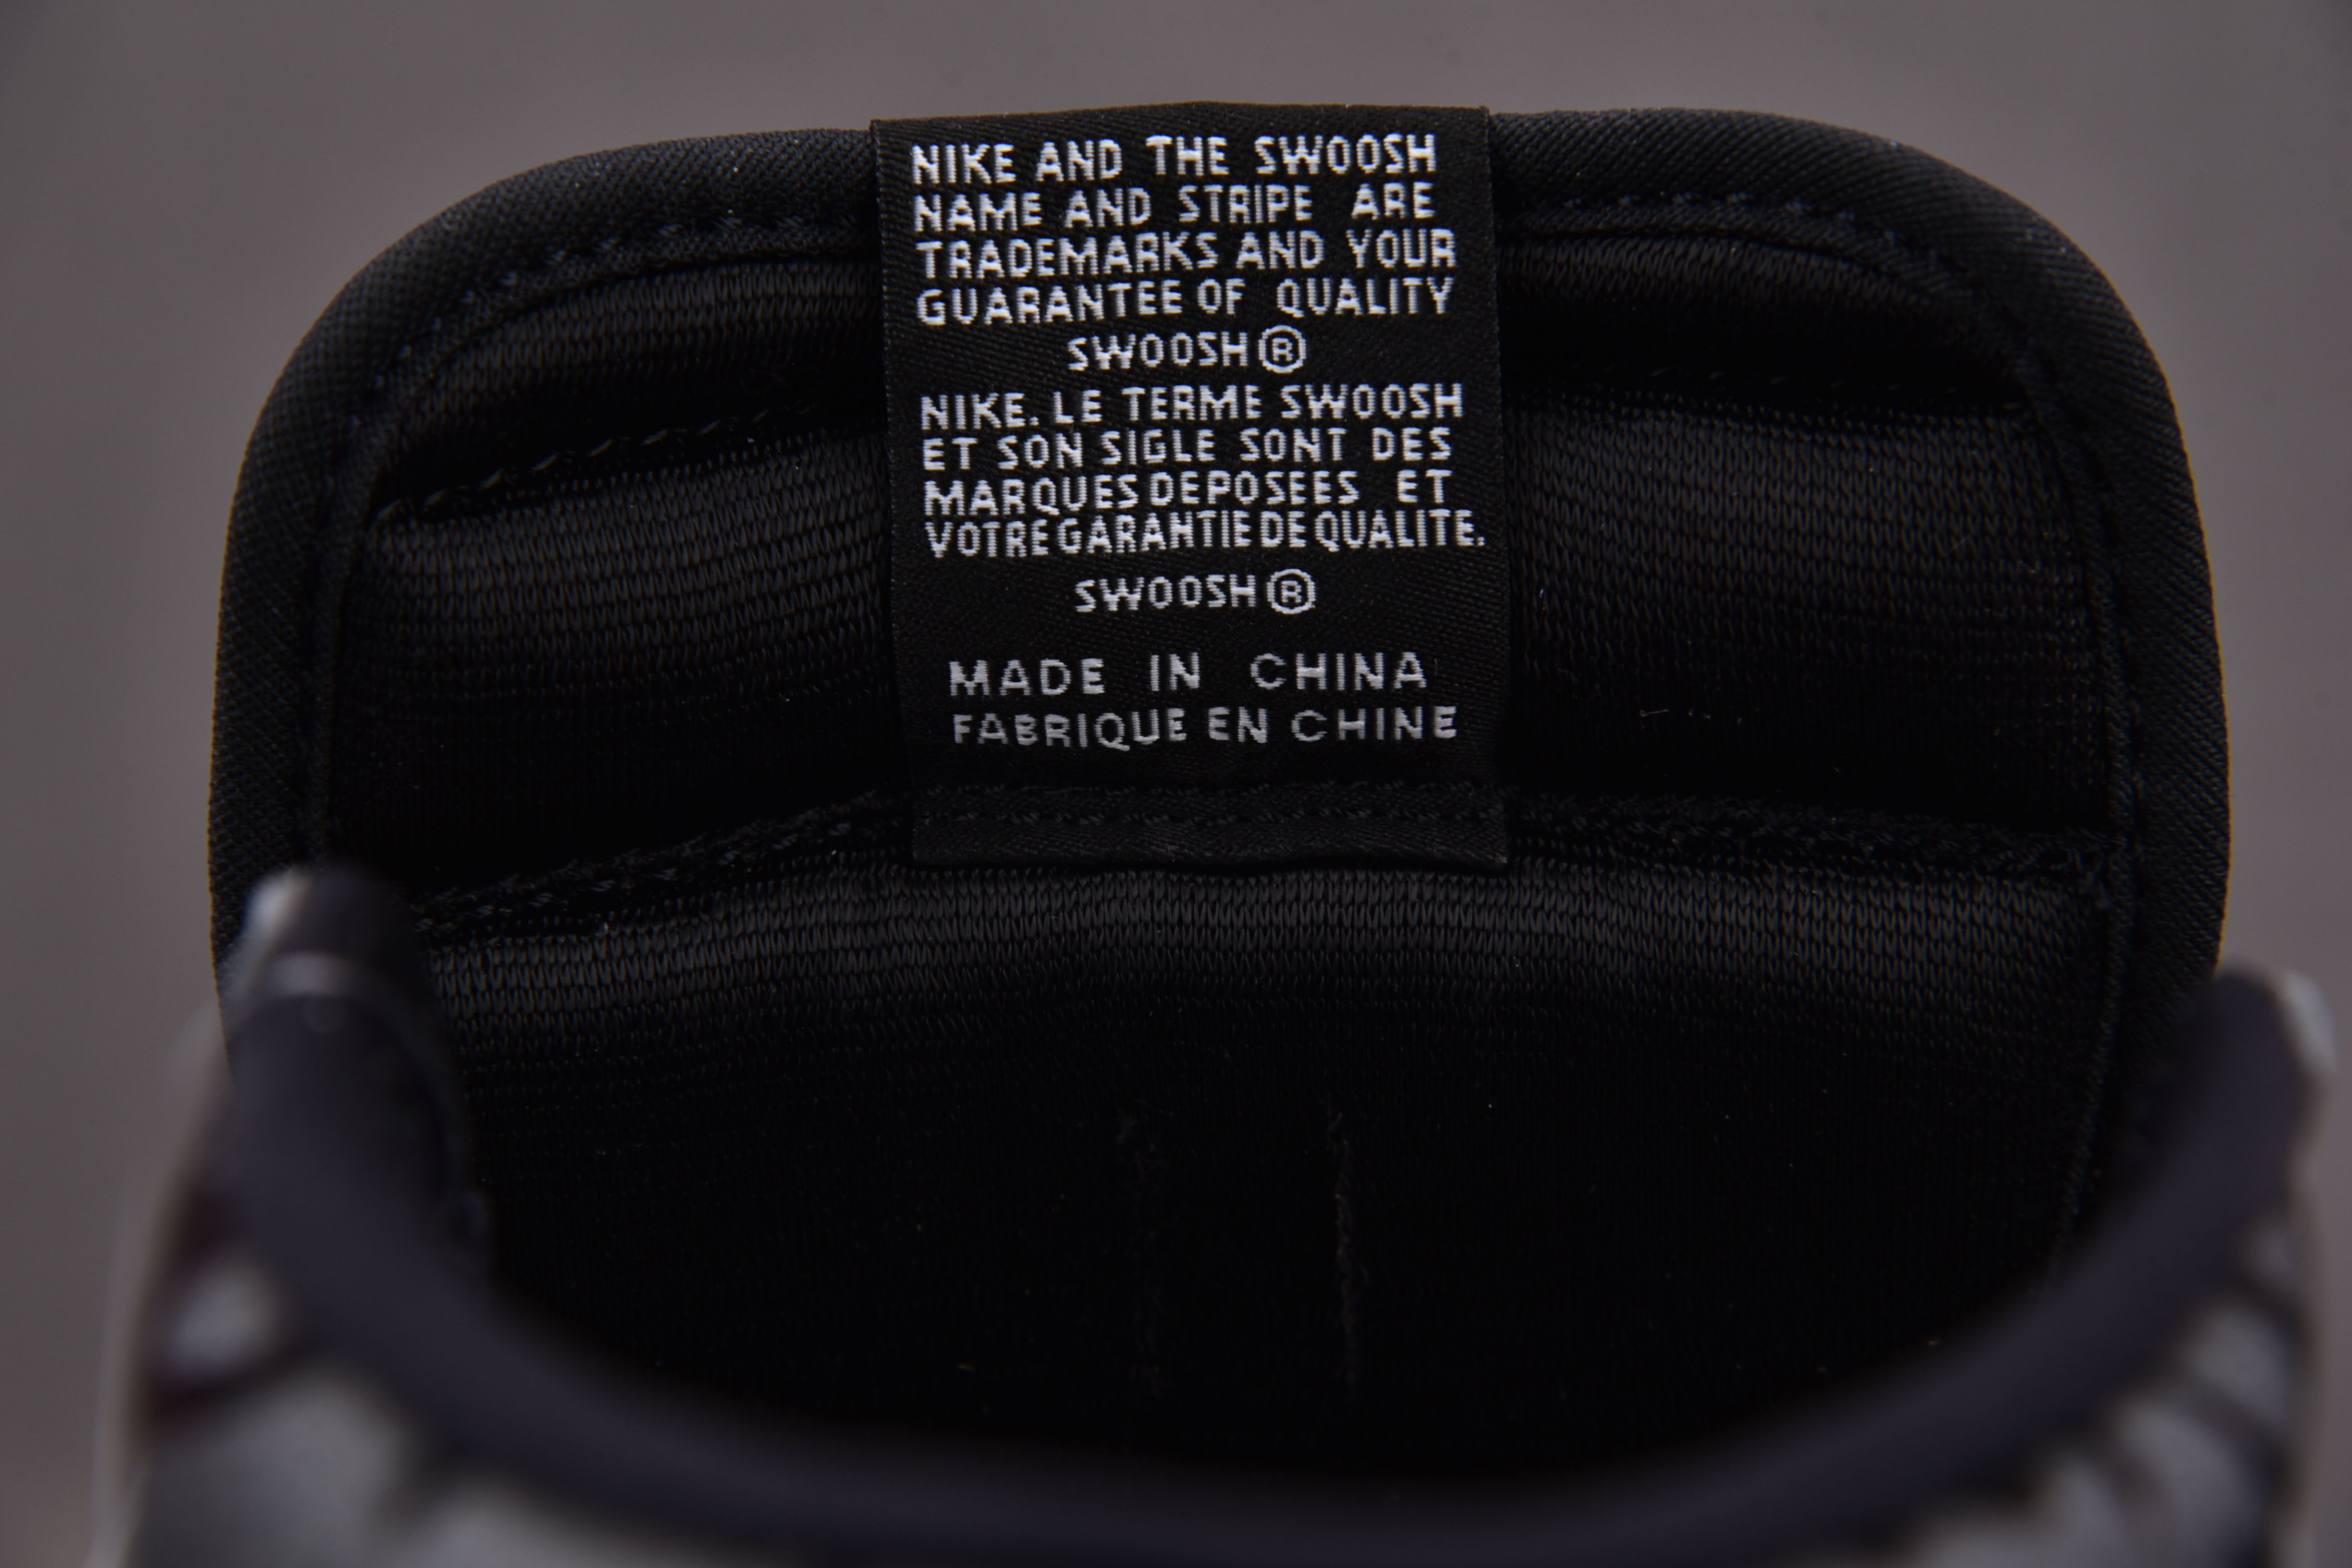 NIKE AND THE SWOOSH
NAME AND STRIPE ARE
TRADEMARKS AND YOUR
GUARANTEE OF QUALITY
SWOOSH®
NIKE. LE TERME SWOOSH
ET SON SIGLE SONT DES
MARQUES DEPOSEES ET
VOTRE GARANTIE DE QUALITE.
SWOOSH®
MADE IN CHINA
FABRIQUE EN CHINE